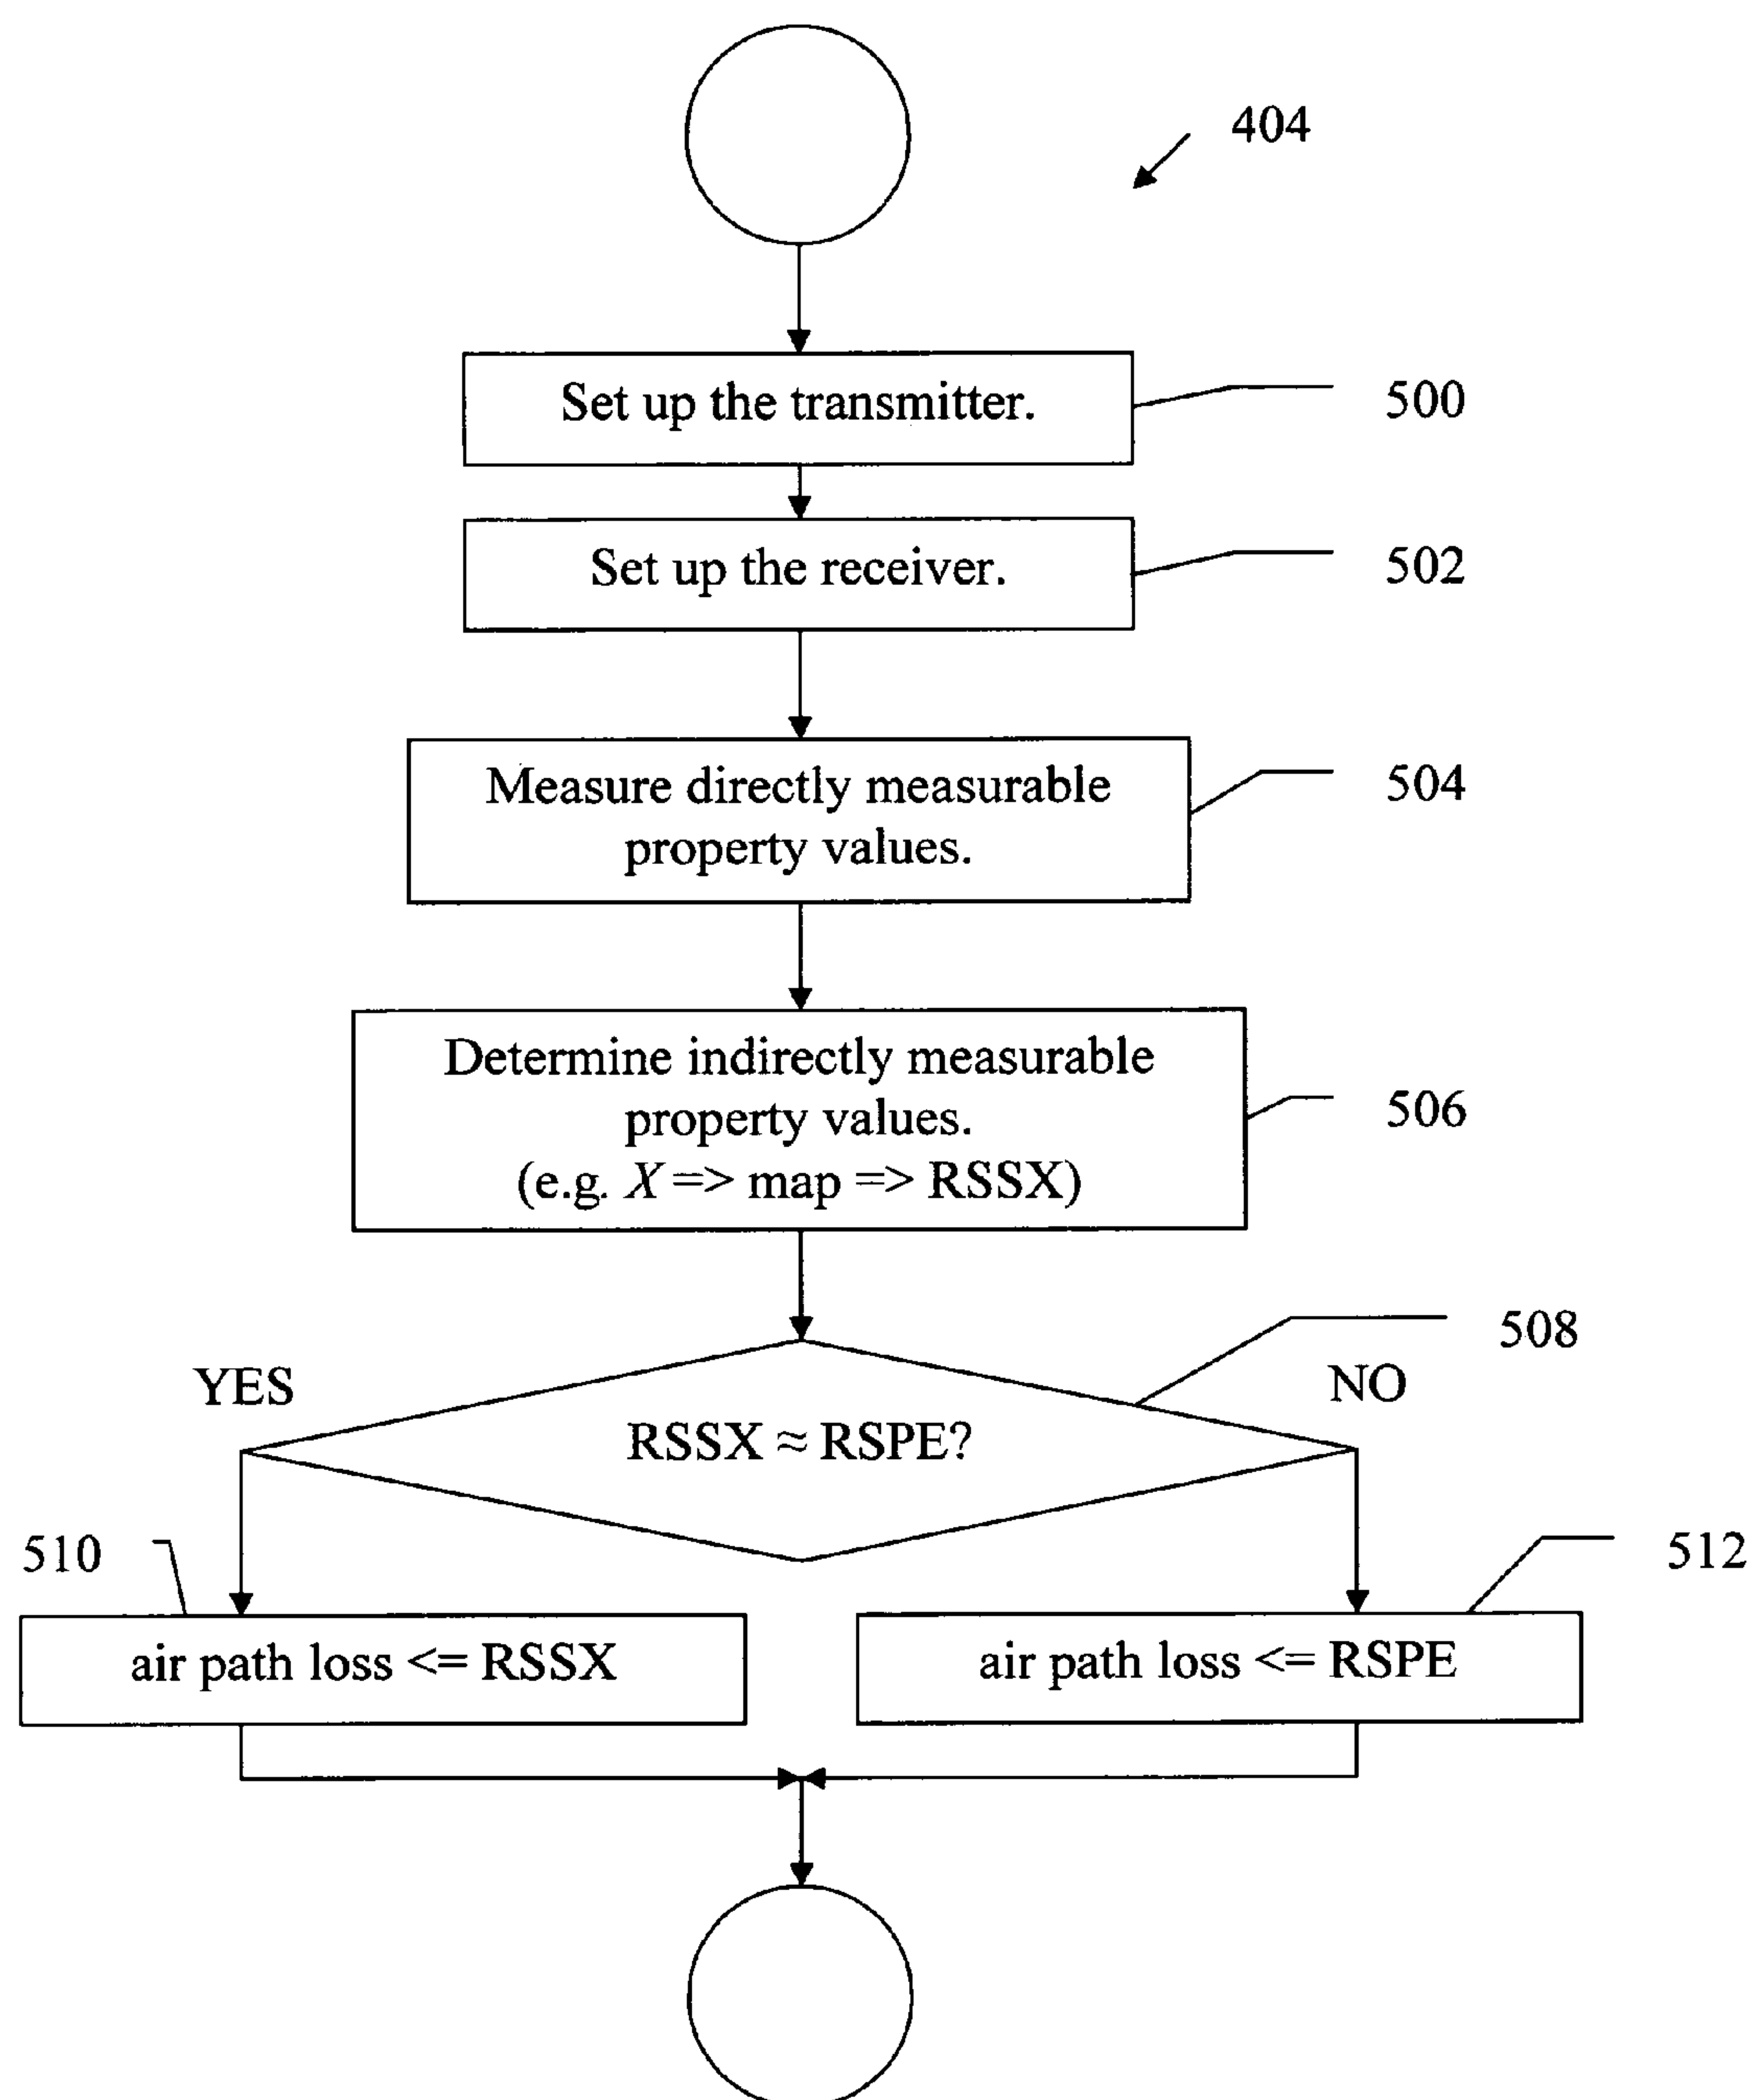 404
Set up the transmitter.
500
Set up the receiver.
502
Measure directly measurable
property values.
504
Determine indirectly measurable
property values.
(e.g. X => map => RSSX)
506
508
YES
NO
RSSX ≈ RSPE?
510
512
air path loss <= RSSX
air path loss <= RSPE